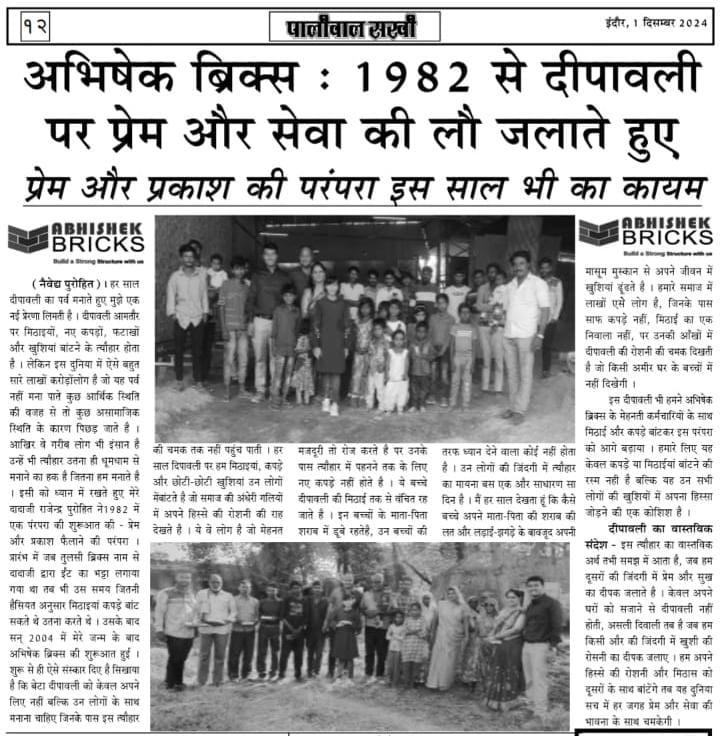 १२
पालीवाल सखी
इंदौर, 1 दिसम्बर 2024
अभिषेक ब्रिक्स : 1982 से दीपावली
पर प्रेम और सेवा की लौ जलाते हुए
प्रेम और प्रकाश की परंपरा इस साल भी का कायम
ABHISHEK
BRICKS
Build a Strong Structure with us
( नैवेद्य पुरोहित ) । हर साल
दीपावली का पर्व मनाते हुए मुझे एक
नई प्रेरणा लिमती है । दीपावली आमतौर
पर मिठाइयों, नए कपड़ों, फटाखों
और खुशियां बांटने के त्यौहार होता
है । लेकिन इस दुनिया में ऐसे बहुत
सारे लाखों करोड़ोंलोग है जो यह पर्व
नहीं मना पाते कुछ आर्थिक स्थिति
की वजह से तो कुछ असामाजिक
स्थिति के कारण पिछड़ जाते है ।
आखिर वे गरीब लोग भी इंसान है
उन्हें भी त्यौहार उतना ही धूमधाम से
मनाने का हक है जितना हम मनाते है
। इसी को ध्यान में रखते हुए मेरे
दादाजी राजेन्द्र पुरोहित ने1982 में
एक परंपरा की शुरूआत की - प्रेम
और प्रकाश फैलाने की परंपरा ।
प्रारंभ में जब तुलसी ब्रिक्स नाम से
दादाजी द्वारा ईंट का भट्टा लगाया
गया था तब भी उस समय जितनी
हैसियत अनुसार मिठाइयां कपड़े बांट
सकते थे उतना करते थे । उसके बाद
सन् 2004 में मेरे जन्म के बाद
अभिषेक ब्रिक्स की शुरूआत हुई ।
शुरू से ही ऐसे संस्कार दिए है सिखाया
है कि बेटा दीपावली को केवल अपने
लिए नहीं बल्कि उन लोगों के साथ
मनाना चाहिए जिनके पास इस त्यौहार
की चमक तक नहीं पहुंच पाती । हर
साल दिपावली पर हम मिठाइयां, कपड़े
और छोटी-छोटी खुशियां उन लोगों
मेंबांटते है जो समाज की अंधेरी गलियों
में अपने हिस्से की रोशनी की राह
देखते है । ये वे लोग है जो मेहनत
मजदूरी तो रोज करते है पर उनके
पास त्यौहार में पहनने तक के लिए
नए कपड़े नहीं होते है । ये बच्चे
दीपावली की मिठाई तक से वंचित रह
जाते है । इन बच्चों के माता-पिता
शराब में डूबे रहतेहै, उन बच्चों की
तरफ ध्यान देने वाला कोई नहीं होता
है । उन लोगों की जिंदगी में त्यौहार
का मायना बस एक और साधारण सा
दिन है । मैं हर साल देखता हूं कि कैसे
बच्चे अपने माता-पिता की शराब की
लत और लड़ाई-झगड़े के बावजूद अपनी
ABHISHEK
BRICKS
Build a Strong Structure with us
मासूम मुस्कान से अपने जीवन में
खुशियां ढूंढते है । हमारे समाज में
लाखों एसेे लोग है, जिनके पास
साफ कपड़े नहीं, मिठाई का एक
निवाला नहीं, पर उनकी आँखों में
दीपावली की रोशनी की चमक दिखती
है जो किसी अमीर घर के बच्चों में
नहीं दिखेगी ।
इस दीपावली भी हमने अभिषेक
ब्रिक्स के मेहनती कर्मचारियों के साथ
मिठाई और कपड़े बांटकर इस परंपरा
को आगे बढ़ाया । हमारे लिए यह
केवल कपड़े या मिठाईयां बांटने की
रस्म नही है बल्कि यह उन सभी
लोगों की खुशियों में अपना हिस्सा
जोड़ने की एक कोशिश है ।
दीपावली का वास्तविक
संदेश - इस त्यौहार का वास्तविक
अर्थ तभी समझ में आता है, जब हम
दूसरों की जिंदगी में प्रेम और सुख
का दीपक जलाते है । केवल अपने
घरों को सजाने से दीपावली नहीं
होती, असली दिवाली तब है जब हम
किसी और की जिंदगी में खुशी की
रोसनी का दीपक जलाए । हम अपने
हिस्से की रोशनी और मिठास को
दूसरों के साथ बांटेंगे तब यह दुनिया
सच में हर जगह प्रेम और सेवा की
भावना के साथ चमकेगी ।